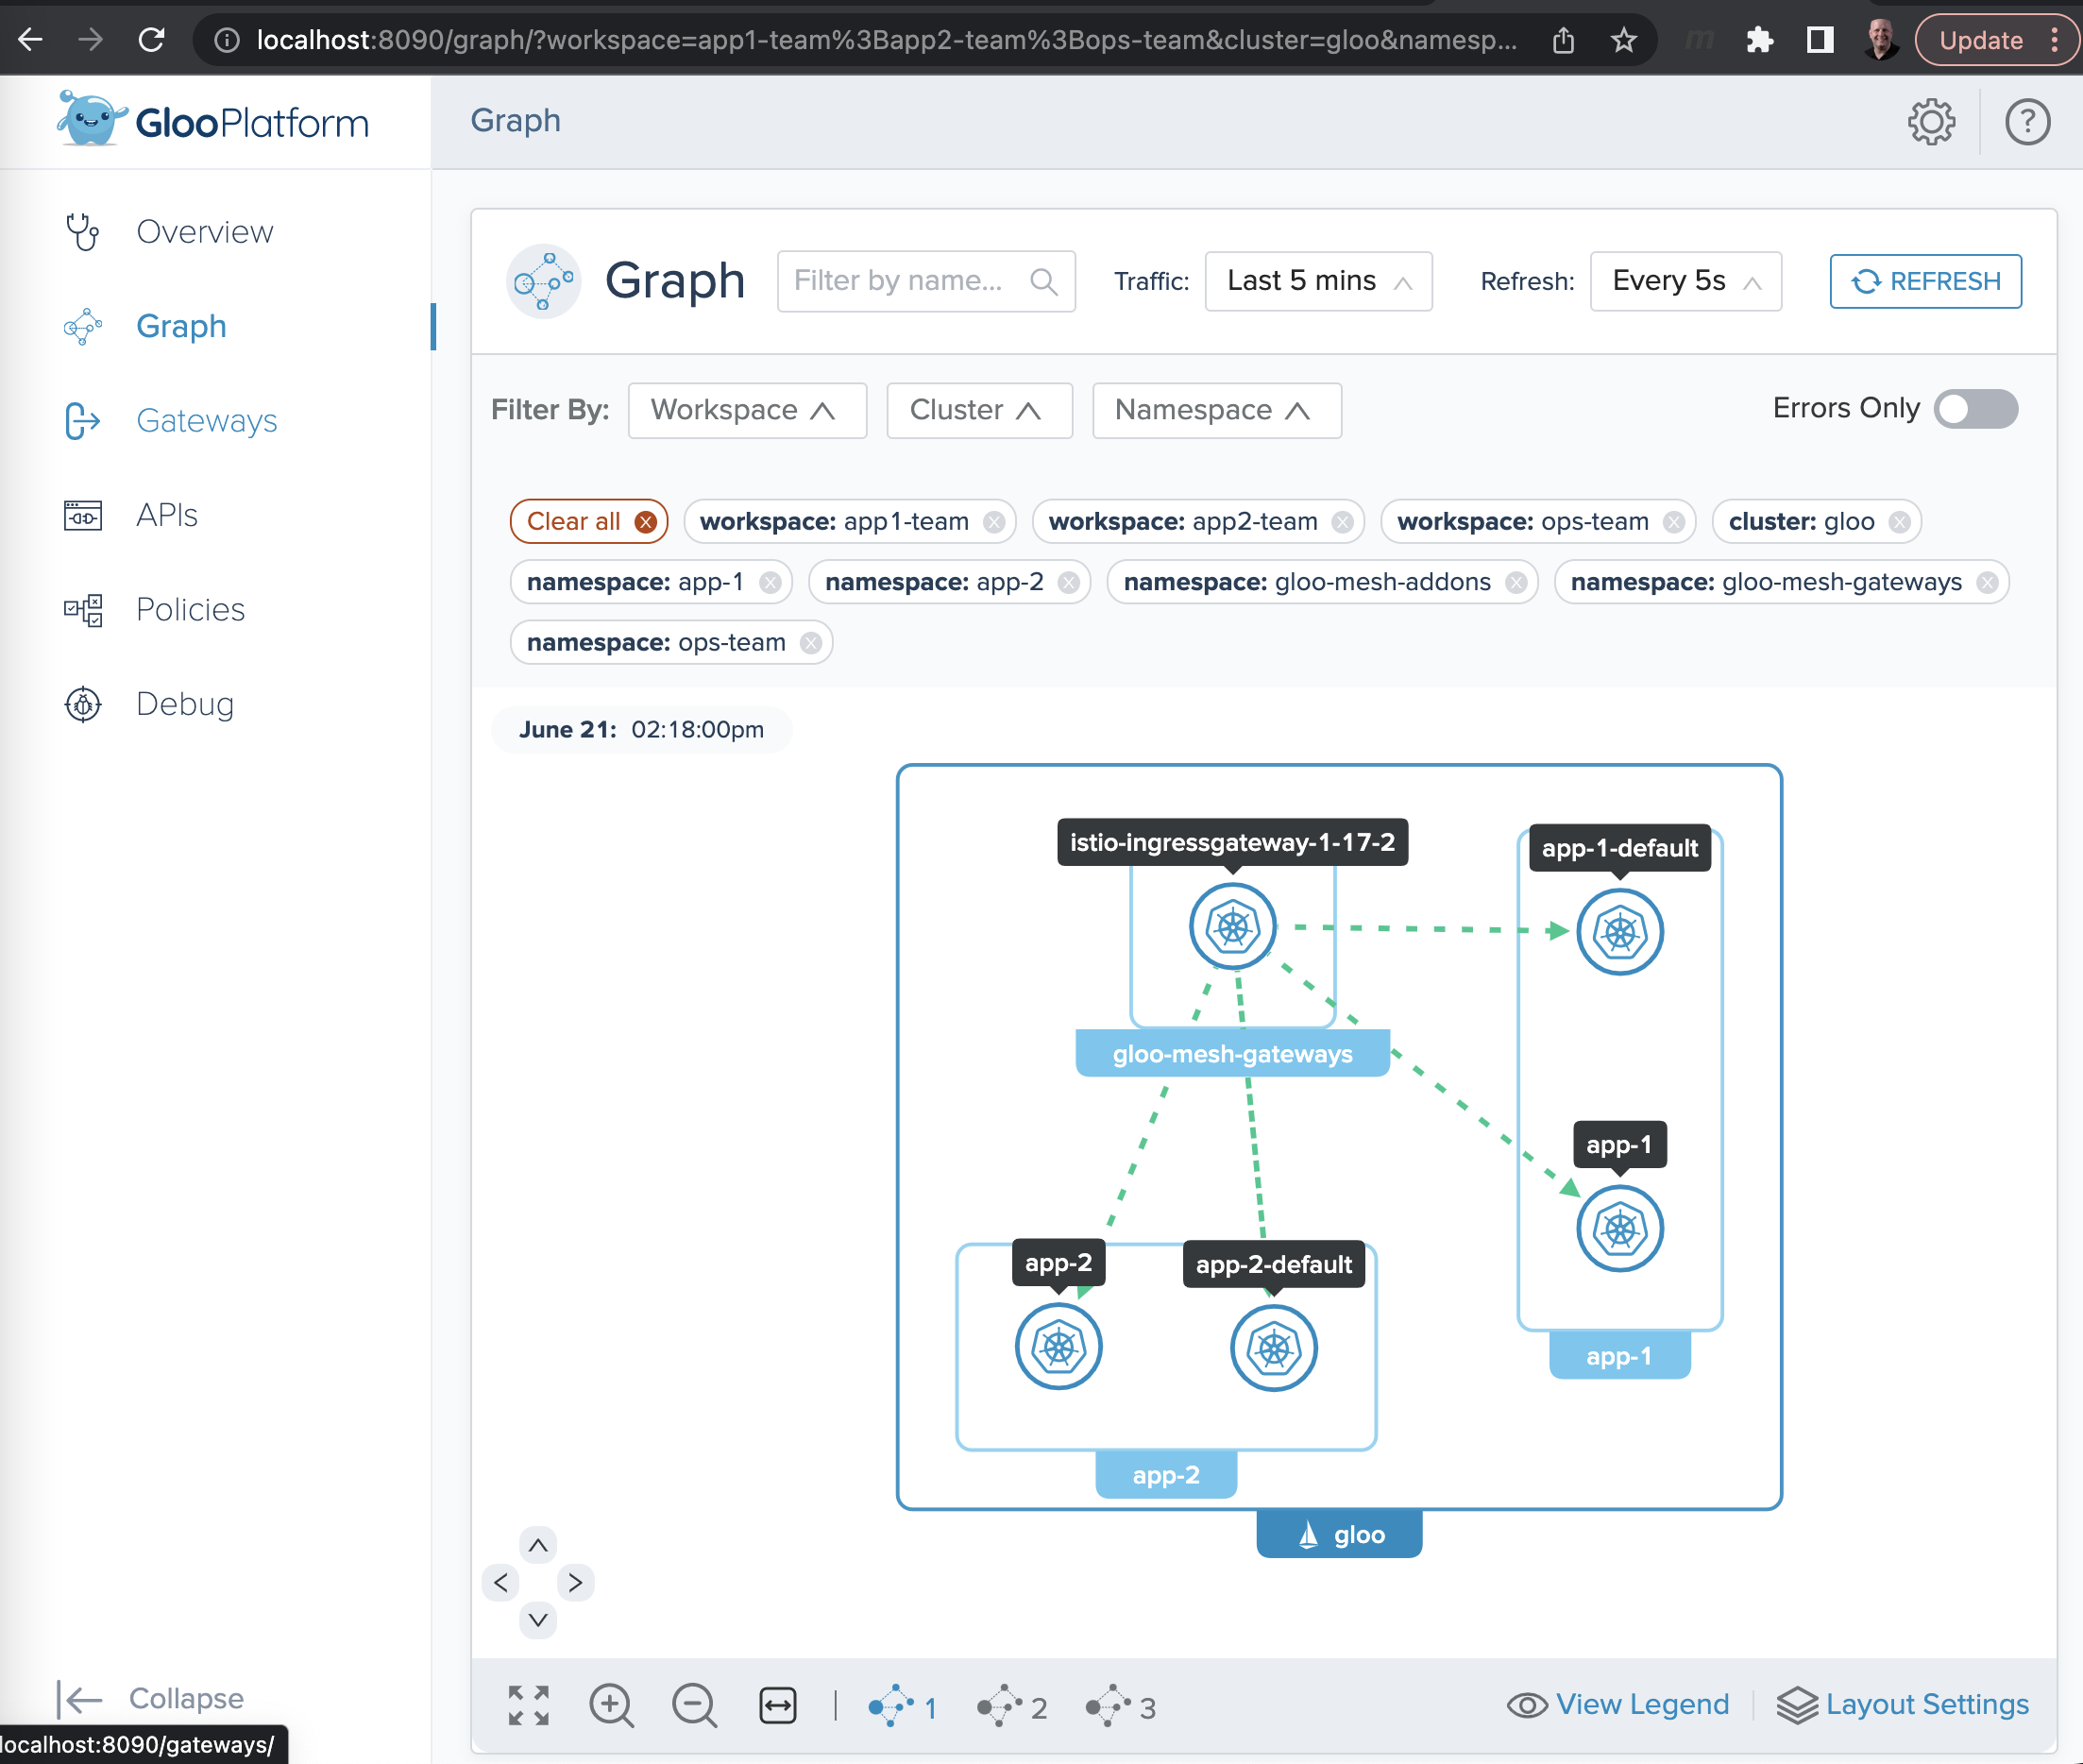 localhost:8090/graph/?workspace=app1-team%3Bapp2-team%3Bops-team&cluster=gloo&namesp...
Update
GlooPlatform
Graph
Overview
Graph
Gateways
APIs
Policies
Debug
Graph
Filter by name...
Traffic:
Last 5 mins
Refresh:
Every 5s
REFRESH
Filter By:
Workspace
Cluster
Namespace
Errors Only
Clear all
workspace: app1-team
workspace: app2-team
workspace: ops-team
cluster: gloo
namespace: app-1
namespace: app-2
namespace: gloo-mesh-addons
namespace: gloo-mesh-gateways
namespace: ops-team
June 21: 02:18:00pm
istio-ingressgateway-1-17-2
app-1-default
gloo-mesh-gateways
app-1
app-2
app-2-default
app-1
app-2
gloo
Collapse
1
2
3
View Legend
Layout Settings
localhost:8090/gateways/